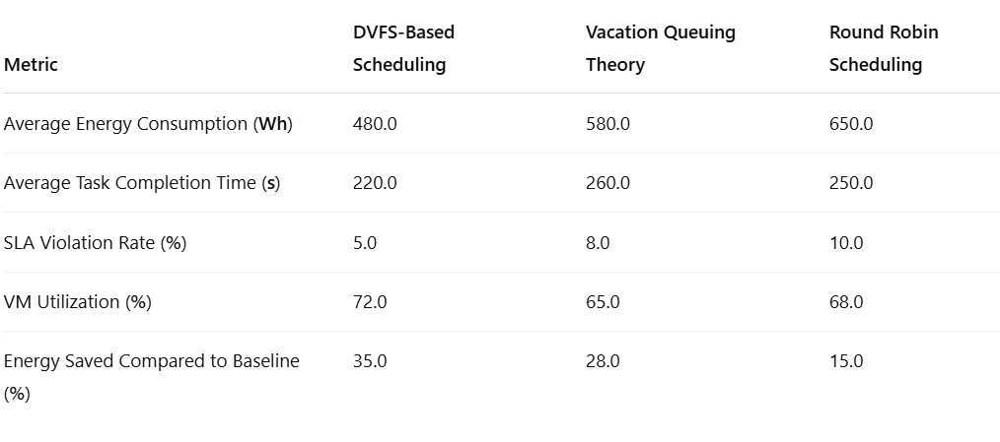 Metric DVFS-Based Scheduling Vacation Queuing Theory Round Robin Scheduling
Average Energy Consumption (Wh) 480.0 580.0 650.0
Average Task Completion Time (s) 220.0 260.0 250.0
SLA Violation Rate (%) 5.0 8.0 10.0
VM Utilization (%) 72.0 65.0 68.0
Energy Saved Compared to Baseline (%) 35.0 28.0 15.0